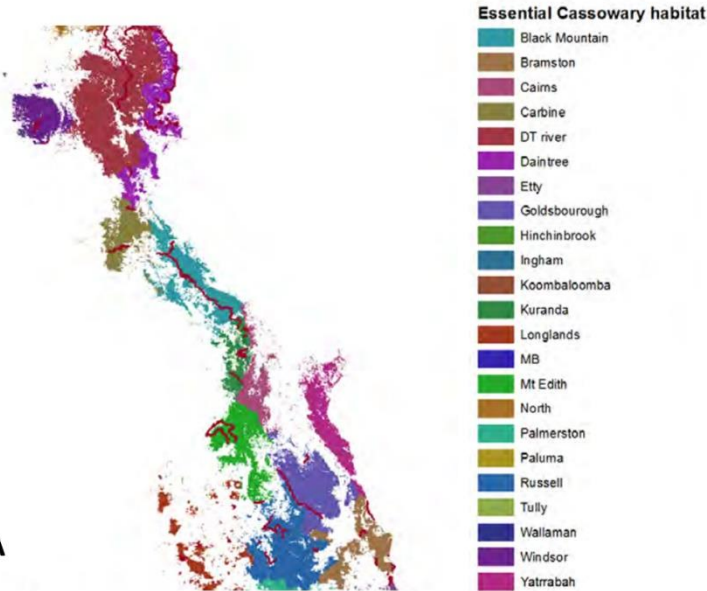 Essential Cassowary habitat
Black Mountain
Bramston
Cairns
Carbine
DT river
Daintree
Etty
Goldsbourough
Hinchinbrook
Ingham
Koombaloomba
Kuranda
Longlands
MB
Mt Edith
North
Palmerston
Paluma
Russell
Tully
Wallaman
Windsor
Yatrrabah